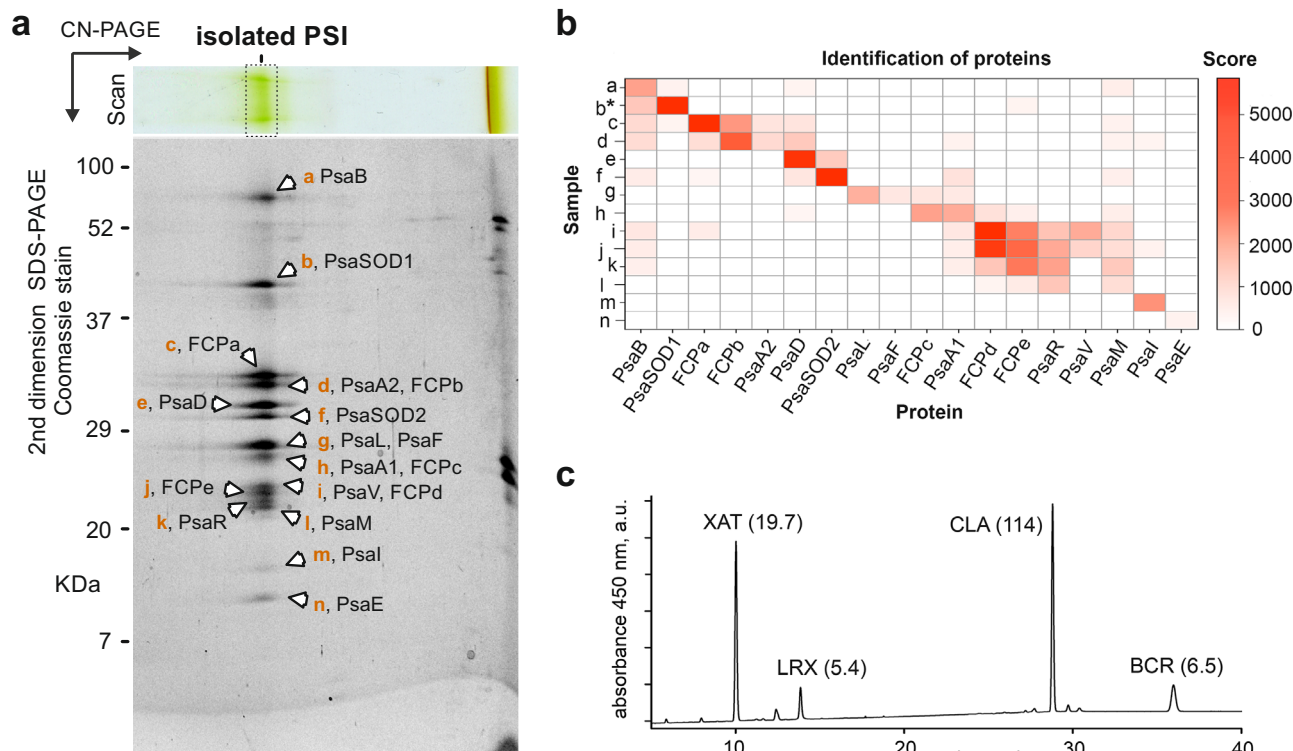 a
CN-PAGE
isolated PSI
Scan
2nd dimension SDS-PAGE
Coomassie stain
100
52
37
29
20
KDa
7
a PsaB
b, PsaSOD1
c, FCPa
d, PsaA2, FCPb
e, PsaD
f, PsaSOD2
g, PsaL, PsaF
h, PsaA1, FCPc
j, FCPe
i, PsaV, FCPd
k, PsaR
l, PsaM
m, PsaI
n, PsaE
b
Identification of proteins
Score
Sample
a
b*
c
d
e
f
g
h
i
j
k
l
m
n
5000
4000
3000
2000
1000
0
PsaB
PsaSOD1
FCPa
FCPb
PsaA2
PsaD
PsaSOD2
PsaL
PsaF
FCPc
PsaA1
FCPd
FCPe
PsaR
PsaV
PsaM
PsaI
PsaE
Protein
c
absorbance 450 nm, a.u.
XAT (19.7)
CLA (114)
LRX (5.4)
BCR (6.5)
10
20
30
40